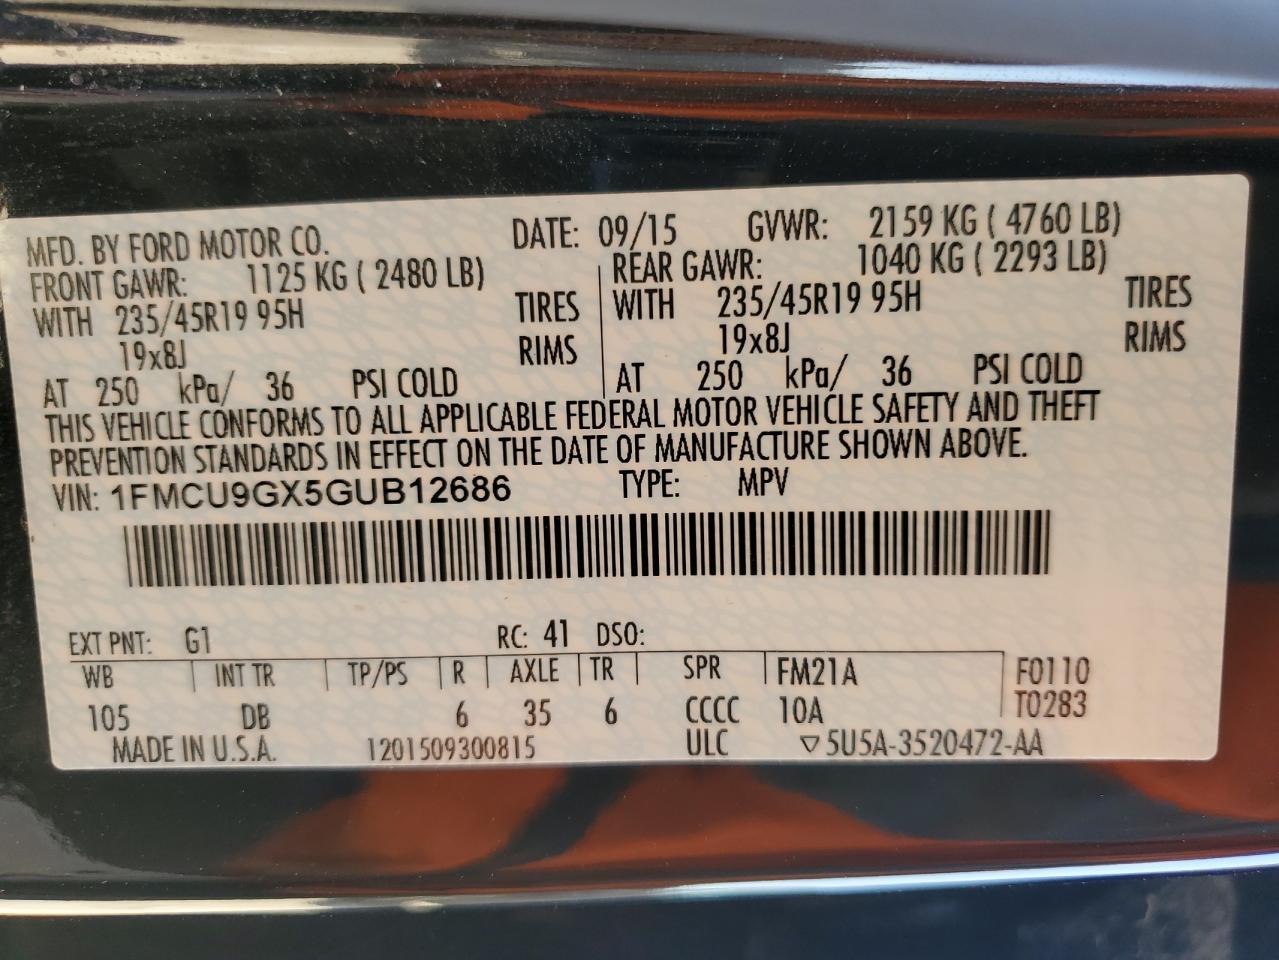 MFD. BY FORD MOTOR CO. DATE: 09/15 GVWR: 2159 KG ( 4760 LB)
FRONT GAWR: 1125 KG ( 2480 LB) REAR GAWR: 1040 KG ( 2293 LB)
WITH 235/45R19 95H TIRES WITH 235/45R19 95H TIRES
19x8J RIMS 19x8J RIMS
AT 250 kPa/ 36 PSI COLD AT 250 kPa/ 36 PSI COLD
THIS VEHICLE CONFORMS TO ALL APPLICABLE FEDERAL MOTOR VEHICLE SAFETY AND THEFT
PREVENTION STANDARDS IN EFFECT ON THE DATE OF MANUFACTURE SHOWN ABOVE.
VIN: 1FMCU9GX5GUB12686 TYPE: MPV
EXT PNT: G1 RC: 41 DSO:
WB INT TR TP/PS R AXLE TR SPR FM21A F0110
105 DB 6 35 6 CCCC 10A T0283
MADE IN U.S.A. 1201509300815 ULC ▽5U5A-3520472-AA